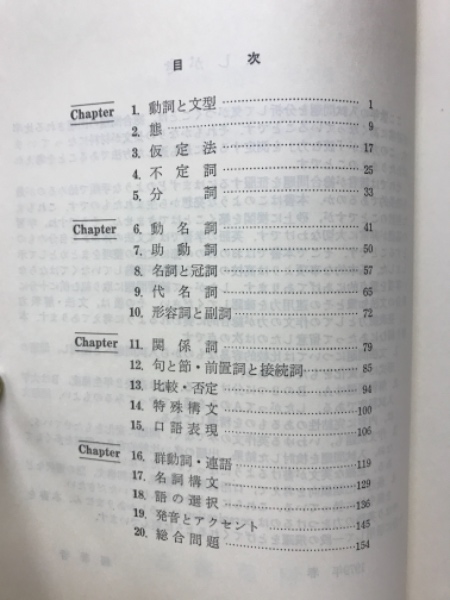 目次
Chapter 1. 動詞と文型 1
2. 態 9
3. 仮定法 17
4. 不定詞 25
5. 分詞 33
Chapter 6. 動名詞 41
7. 助動詞 50
8. 名詞と冠詞 57
9. 代名詞 65
10. 形容詞と副詞 72
Chapter 11. 関係詞 79
12. 句と節・前置詞と接続詞 85
13. 比較・否定 94
14. 特殊構文 100
15. 口語表現 106
Chapter 16. 群動詞・連語 119
17. 名詞構文 129
18. 語の選択 136
19. 発音とアクセント 145
20. 総合問題 154